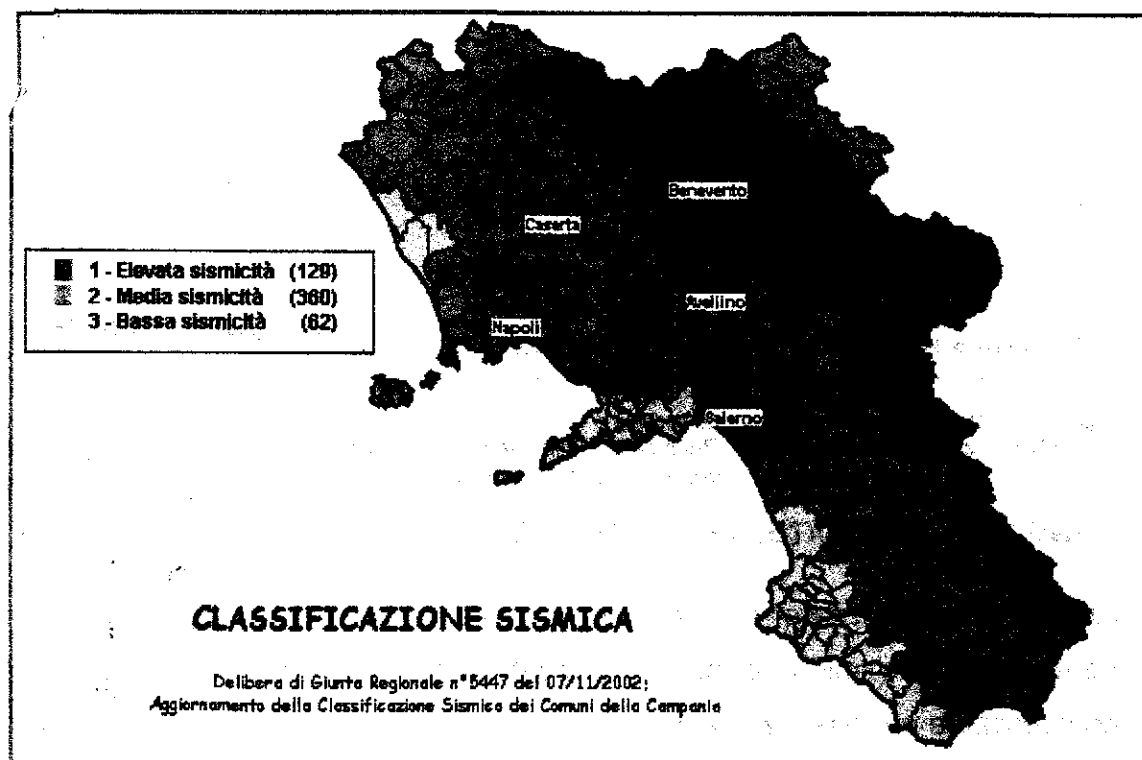 Benevento
Caserta
1 - Elevata sismicità (129)
2 - Media sismicità (360)
3 - Bassa sismicità (62)
Avellino
Napoli
Salerno
CLASSIFICAZIONE SISMICA
Delibera di Giunta Regionale n°5447 del 07/11/2002:
Aggiornamento della Classificazione Sismica dei Comuni della Campania